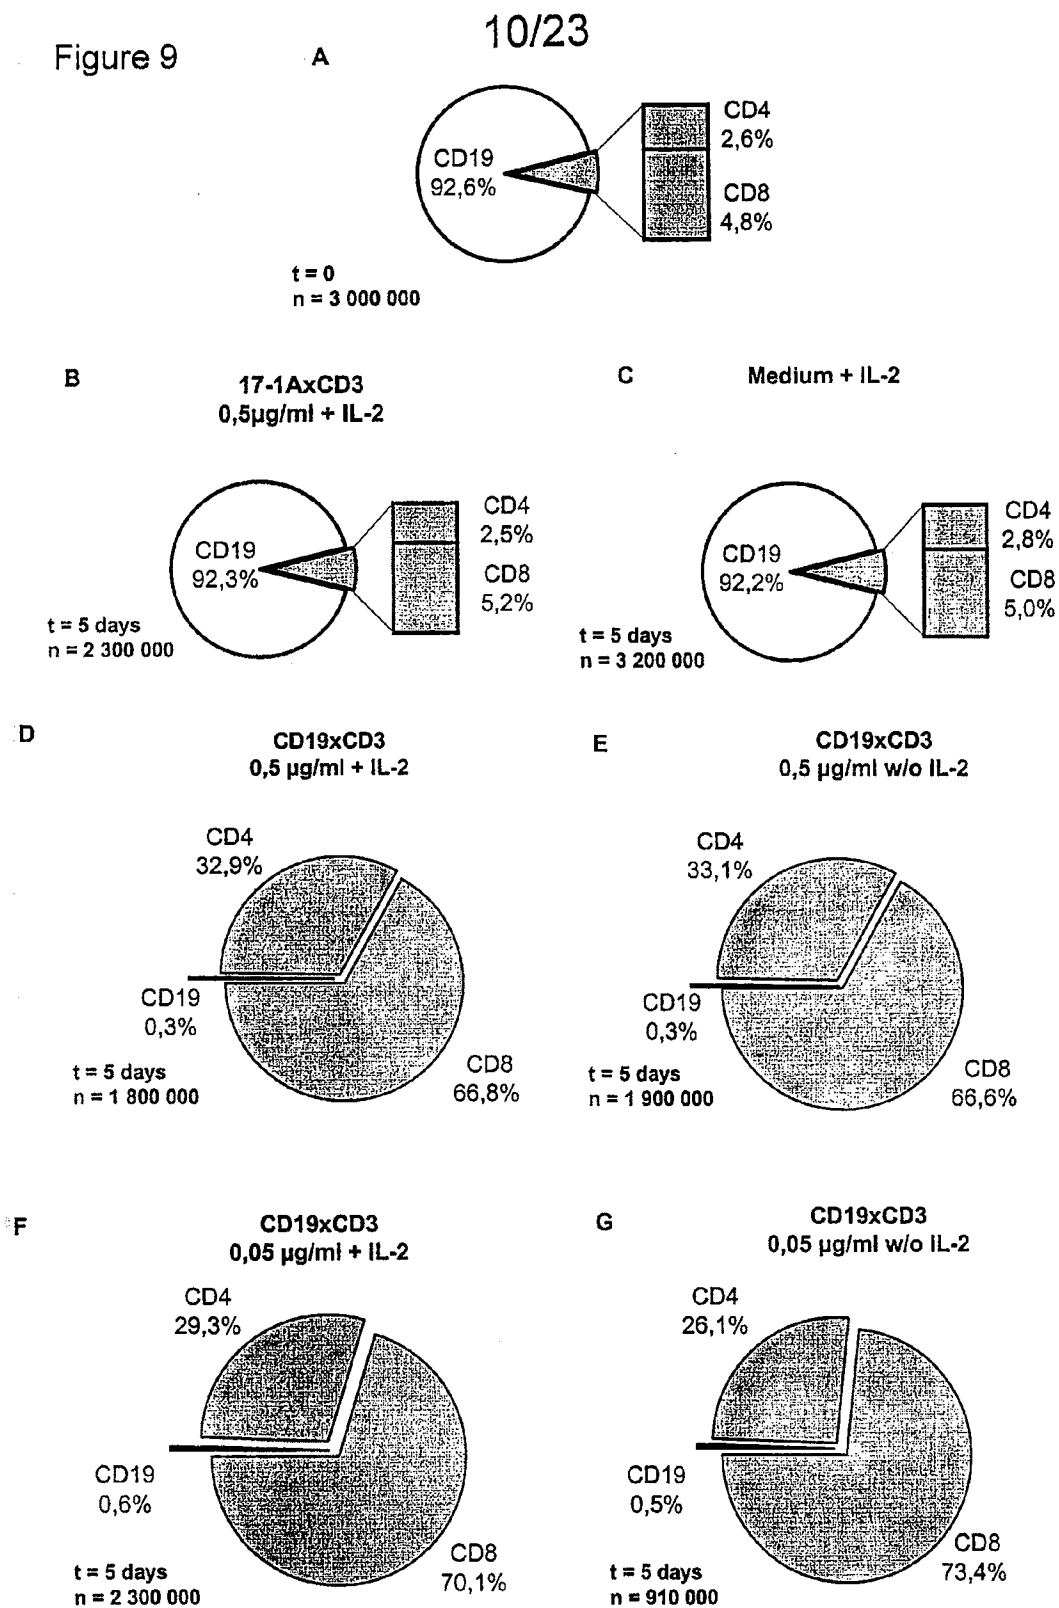 10/23
Figure 9
A
CD19
92,6%
CD4
2,6%
CD8
4,8%
t = 0
n = 3 000 000
B
17-1AxCD3
0,5µg/ml + IL-2
CD19
92,3%
CD4
2,5%
CD8
5,2%
t = 5 days
n = 2 300 000
C
Medium + IL-2
CD19
92,2%
CD4
2,8%
CD8
5,0%
t = 5 days
n = 3 200 000
D
CD19xCD3
0,5 µg/ml + IL-2
CD4
32,9%
CD19
0,3%
CD8
66,8%
t = 5 days
n = 1 800 000
E
CD19xCD3
0,5 µg/ml w/o IL-2
CD4
33,1%
CD19
0,3%
CD8
66,6%
t = 5 days
n = 1 900 000
F
CD19xCD3
0,05 µg/ml + IL-2
CD4
29,3%
CD19
0,6%
CD8
70,1%
t = 5 days
n = 2 300 000
G
CD19xCD3
0,05 µg/ml w/o IL-2
CD4
26,1%
CD19
0,5%
CD8
73,4%
t = 5 days
n = 910 000